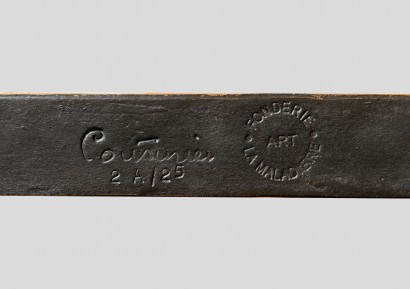 Couturier
2 A/25
FONDERIE
ART
LA MALADRERIE